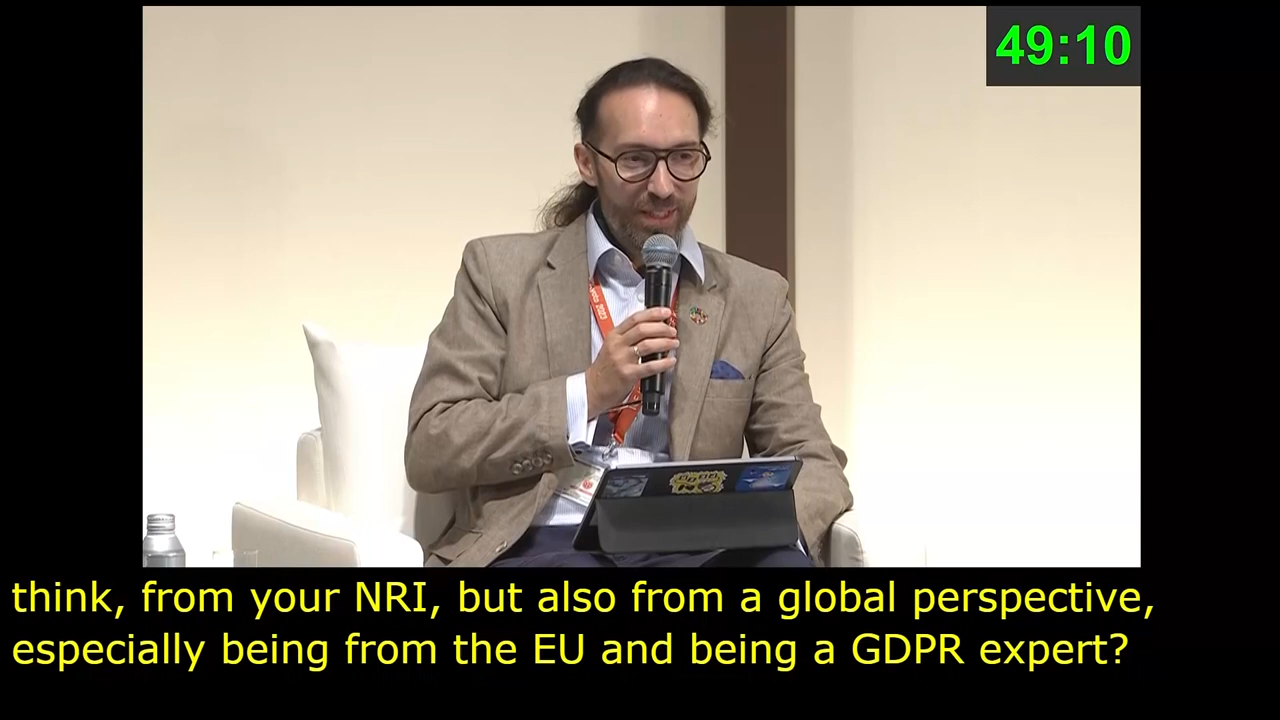 49:10
think, from your NRI, but also from a global perspective,
especially being from the EU and being a GDPR expert?